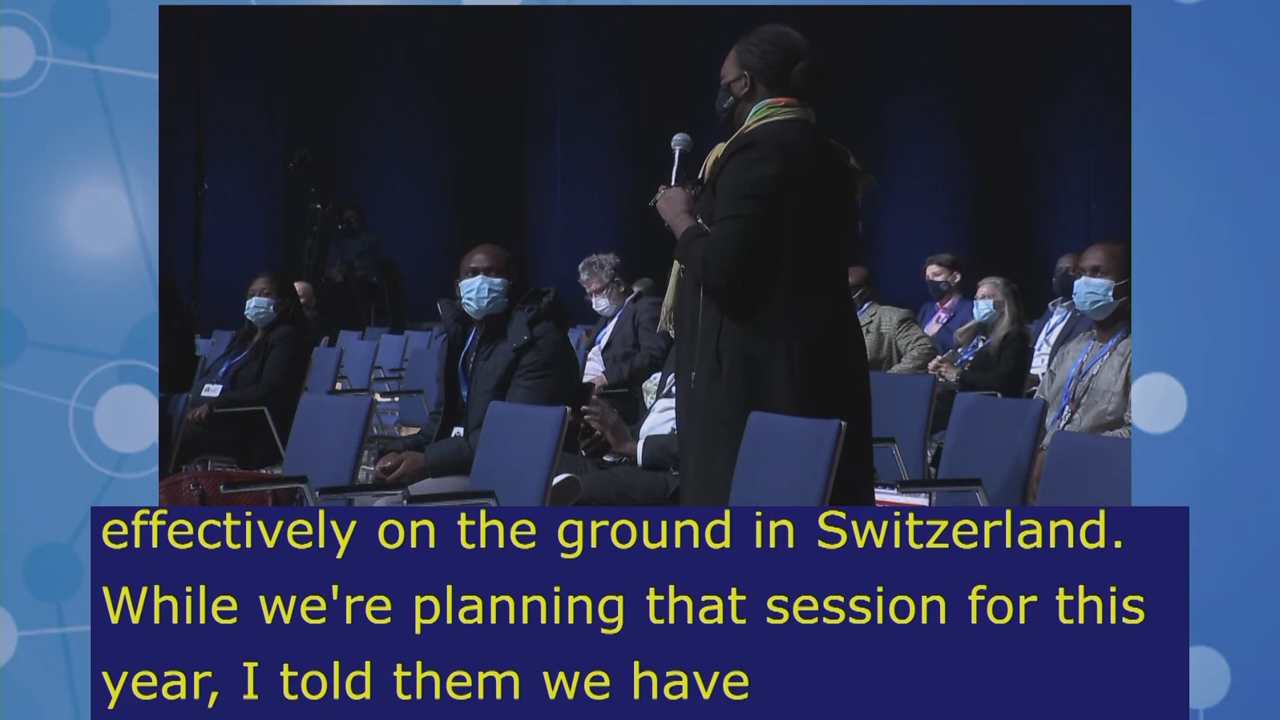 effectively on the ground in Switzerland.
While we're planning that session for this
year, I told them we have